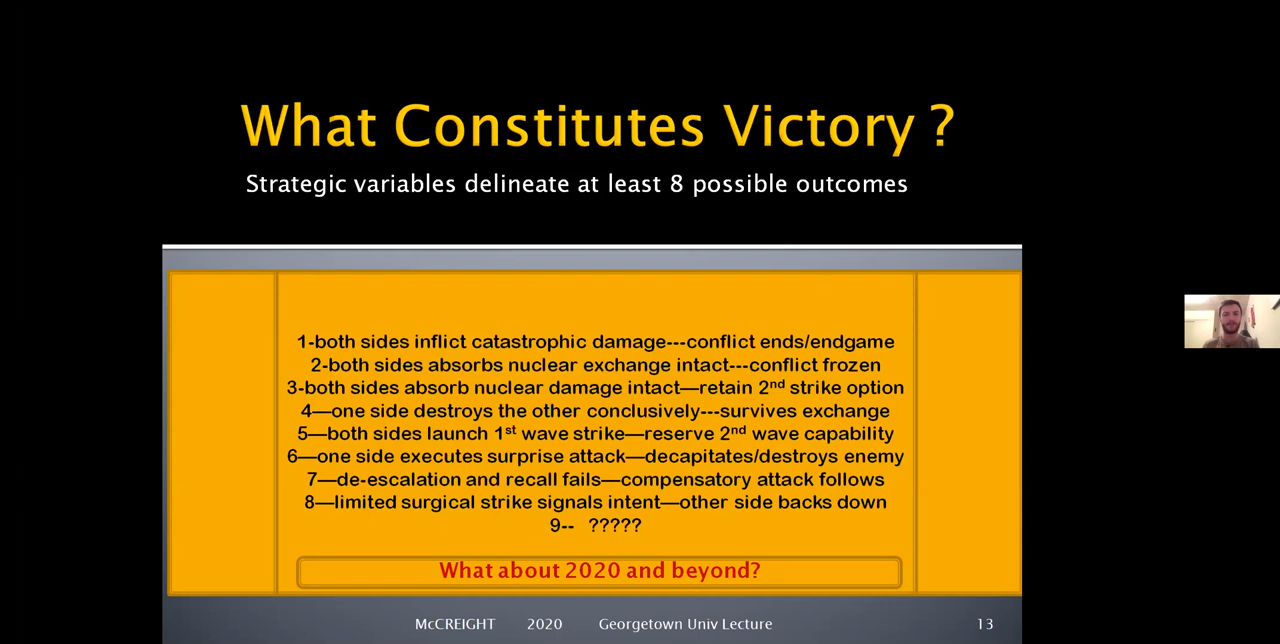 What Constitutes Victory ?
Strategic variables delineate at least 8 possible outcomes
1-both sides inflict catastrophic damage---conflict ends/endgame
2-both sides absorbs nuclear exchange intact---conflict frozen
3-both sides absorb nuclear damage intact—retain 2nd strike option
4—one side destroys the other conclusively---survives exchange
5—both sides launch 1st wave strike—reserve 2nd wave capability
6—one side executes surprise attack—decapitates/destroys enemy
7—de-escalation and recall fails—compensatory attack follows
8—limited surgical strike signals intent—other side backs down
9-- ?????
What about 2020 and beyond?
McCREIGHT 2020 Georgetown Univ Lecture 13